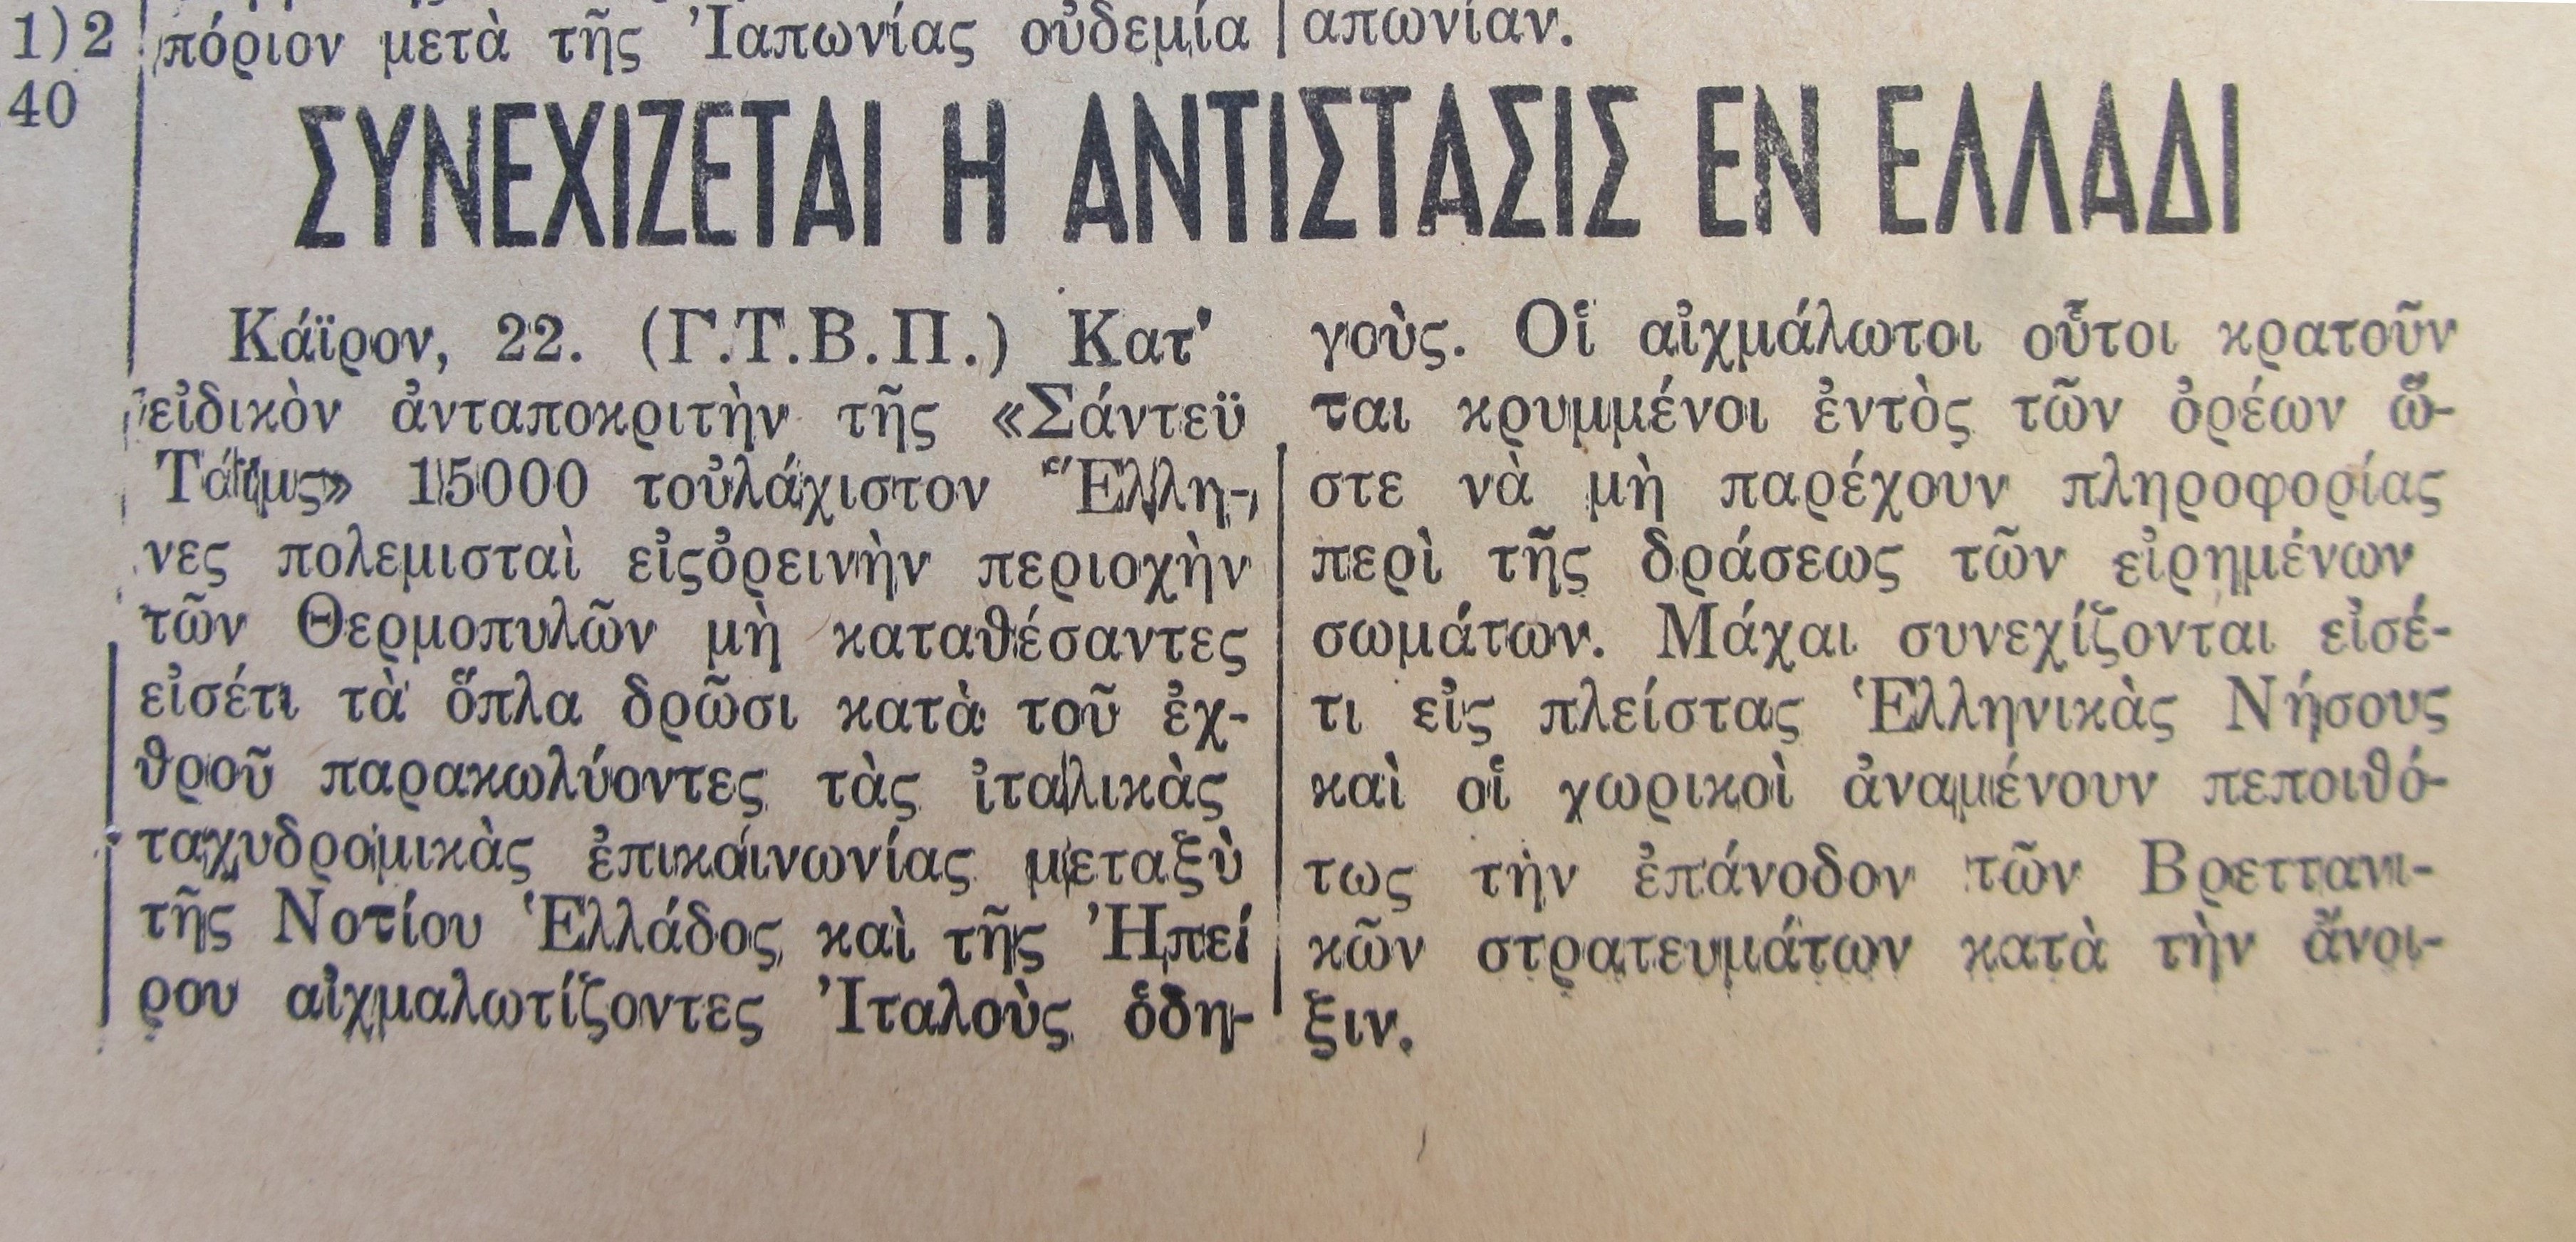 1)2
40
πόριον μετὰ τῆς Ἰαπωνίας οὐδεμία
απωνίαν.
ΣΥΝΕΧΙΖΕΤΑΙ Η ΑΝΤΙΣΤΑΣΙΣ ΕΝ ΕΛΛΑΔΙ
Κάϊρον, 22. (Γ.Τ.Β.Π.) Κατ'
εἰδικὸν ἀνταποκριτὴν τῆς «Σάντεϋ
Τάϊμς» 15000 τοὐλάχιστον Ἕλλη-
νες πολεμισταὶ εἰςὀρεινὴν περιοχὴν
τῶν Θερμοπυλῶν μὴ καταθέσαντες
εἰσέτι τὰ ὅπλα δρῶσι κατὰ τοῦ ἐχ-
θροῦ παρακωλύοντες τὰς ἰταλικὰς
ταχυδρομικὰς ἐπικαινωνίας μεταξὺ
τῆς Νοτίου Ἑλλάδος καὶ τῆς Ἠπεί
ρου αἰχμαλωτίζοντες Ἰταλοὺς ὁδη-
γοὺς. Οἱ αἰχμάλωτοι οὗτοι κρατοῦν
ται κρυμμένοι ἐντὸς τῶν ὀρέων ὥ-
στε νὰ μὴ παρέχουν πληροφορίας
περὶ τῆς δράσεως τῶν εἰρημένων
σωμάτων. Μάχαι συνεχίζονται εἰσέ-
τι εἰς πλείστας Ἑλληνικὰς Νήσους
καὶ οἱ χωρικοὶ ἀναμένουν πεποιθό-
τως τὴν ἐπάνοδον τῶν Βρεττανι-
κῶν στρατευμάτων κατὰ τὴν ἄνοι-
ξιν.